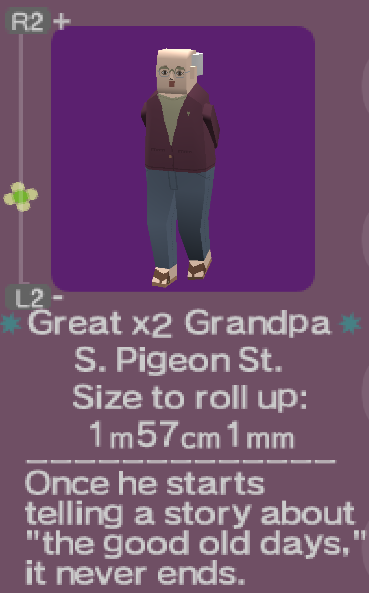 R2 +
L2 -
Great x2 Grandpa
S. Pigeon St.
Size to roll up:
1m57cm1mm
Once he starts
telling a story about
"the good old days,"
it never ends.